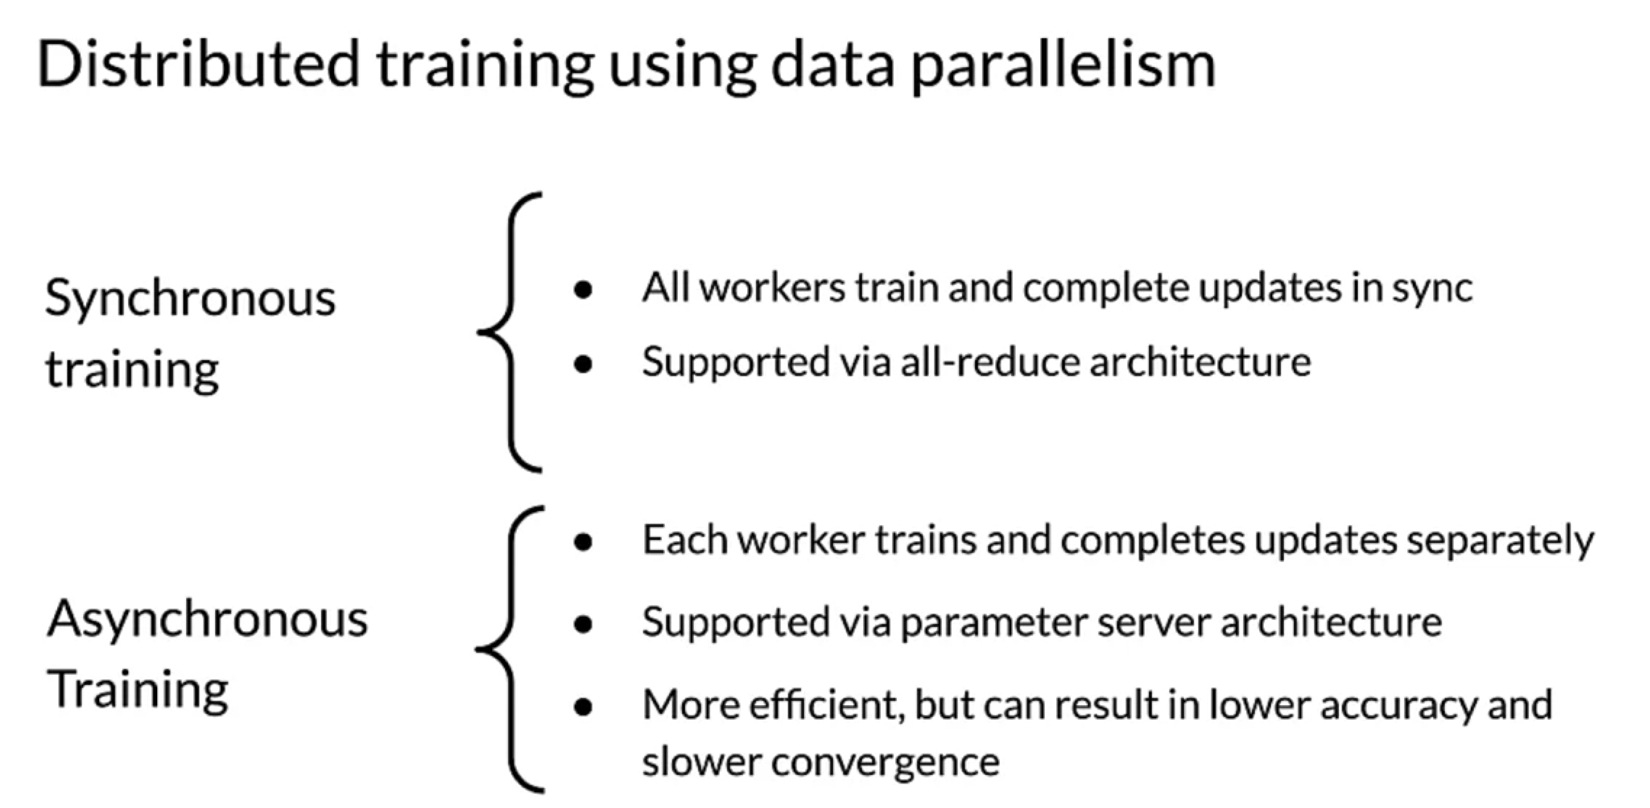 Distributed training using data parallelism
Synchronous
training
● All workers train and complete updates in sync
● Supported via all-reduce architecture
Asynchronous
Training
● Each worker trains and completes updates separately
● Supported via parameter server architecture
● More efficient, but can result in lower accuracy and
slower convergence